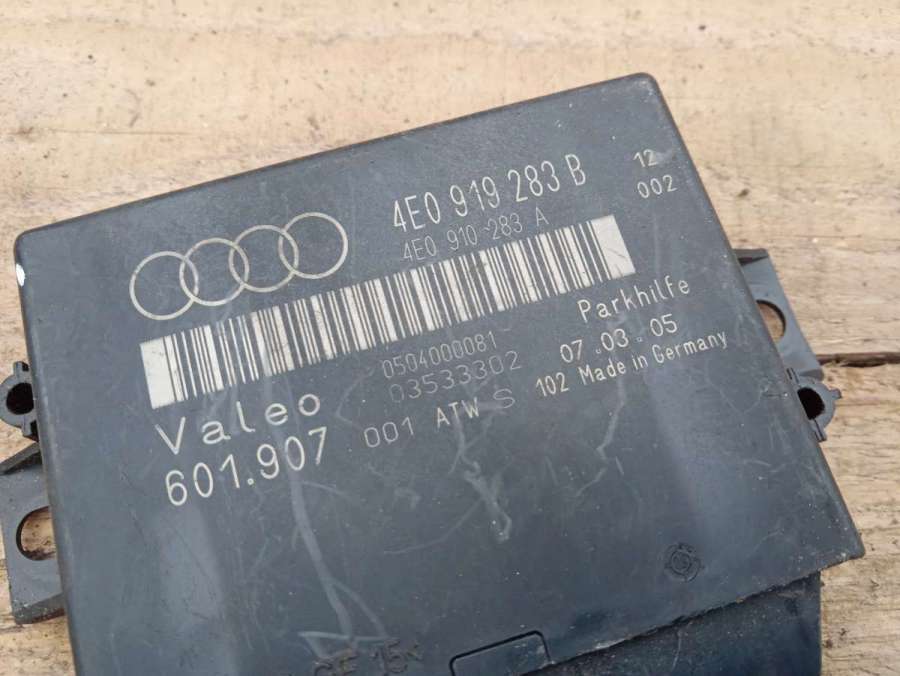 4E0 919 283 B
12
4E0 910 283 A
002
Parkhilfe
0504000081
07.03.05
Valeo
03533302
102 Made in Germany
601.907
001 ATW S
15